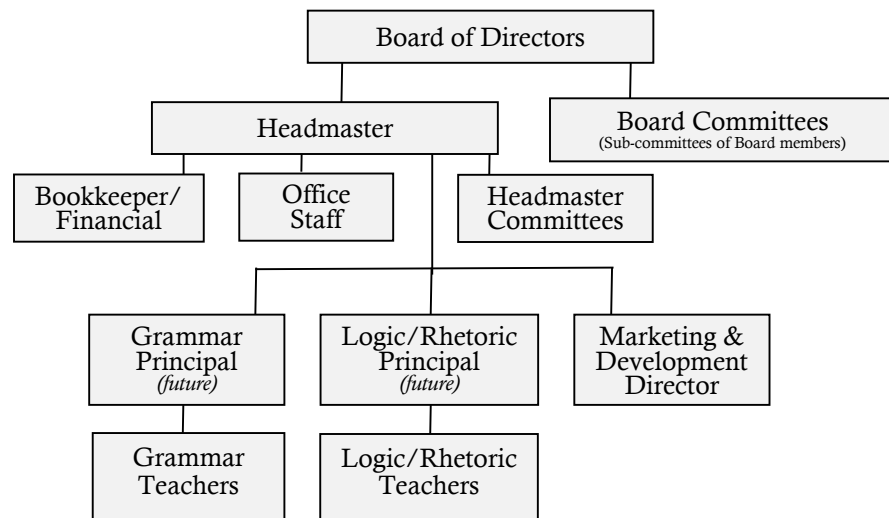 Board of Directors
Headmaster
Board Committees
(Sub-committees of Board members)
Bookkeeper/
Financial
Office
Staff
Headmaster
Committees
Grammar
Principal
(future)
Logic/Rhetoric
Principal
(future)
Marketing &
Development
Director
Grammar
Teachers
Logic/Rhetoric
Teachers